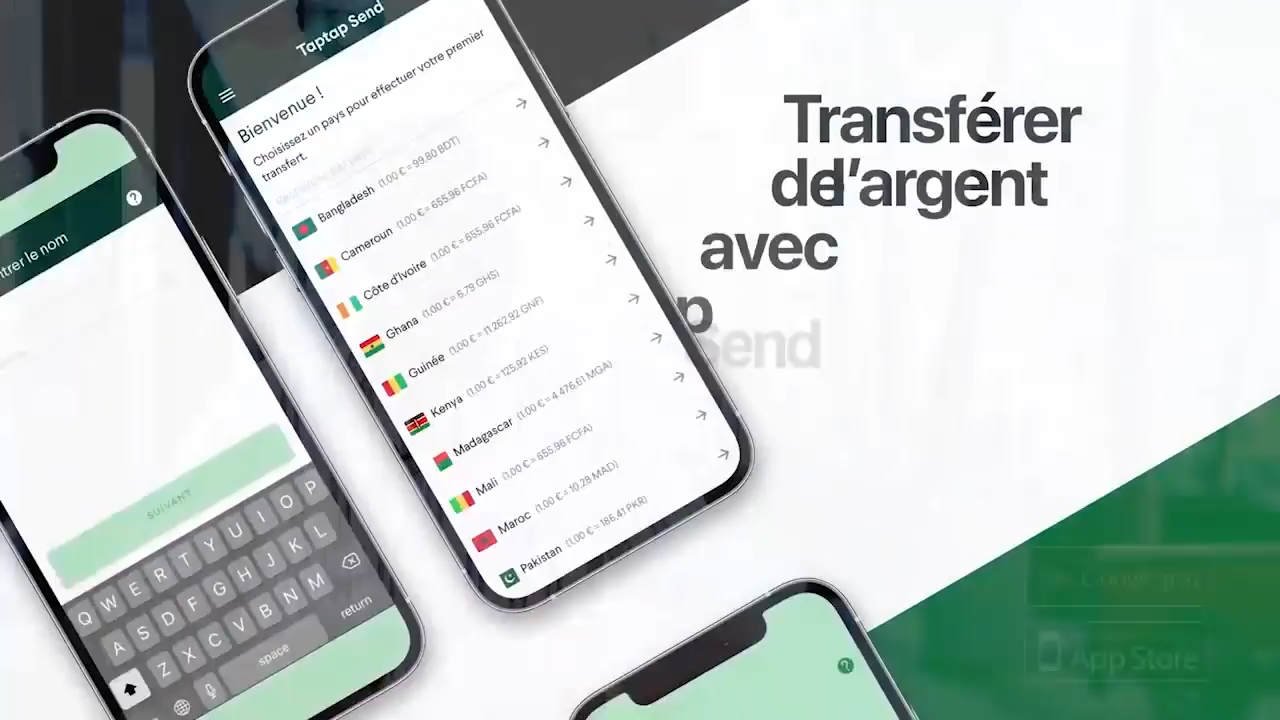 Taptap Send
Bienvenue !
Choisissez un pays pour effectuer votre premier
transfert.
Bangladesh (1.00 € = 99,80 BDT)
Cameroun (1.00 € = 655,96 FCFA)
Côte d'Ivoire (1.00 € = 655,96 FCFA)
Ghana (1.00 € = 6,79 GHS)
Guinée (1.00 € = 11.262,92 GNF)
Kenya (1.00 € = 125,92 KES)
Madagascar (1.00 € = 4 476,61 MGA)
Mali (1.00 € = 655,96 FCFA)
Maroc (1.00 € = 10,28 MAD)
Pakistan (1.00 € = 186,41 PKR)
trer le nom
SUIVANT
Q W E R T Y U I O P
A S D F G H J K L
Z X C V B N M
space return
Transférer
d'argent
avec
p
Send
App Store